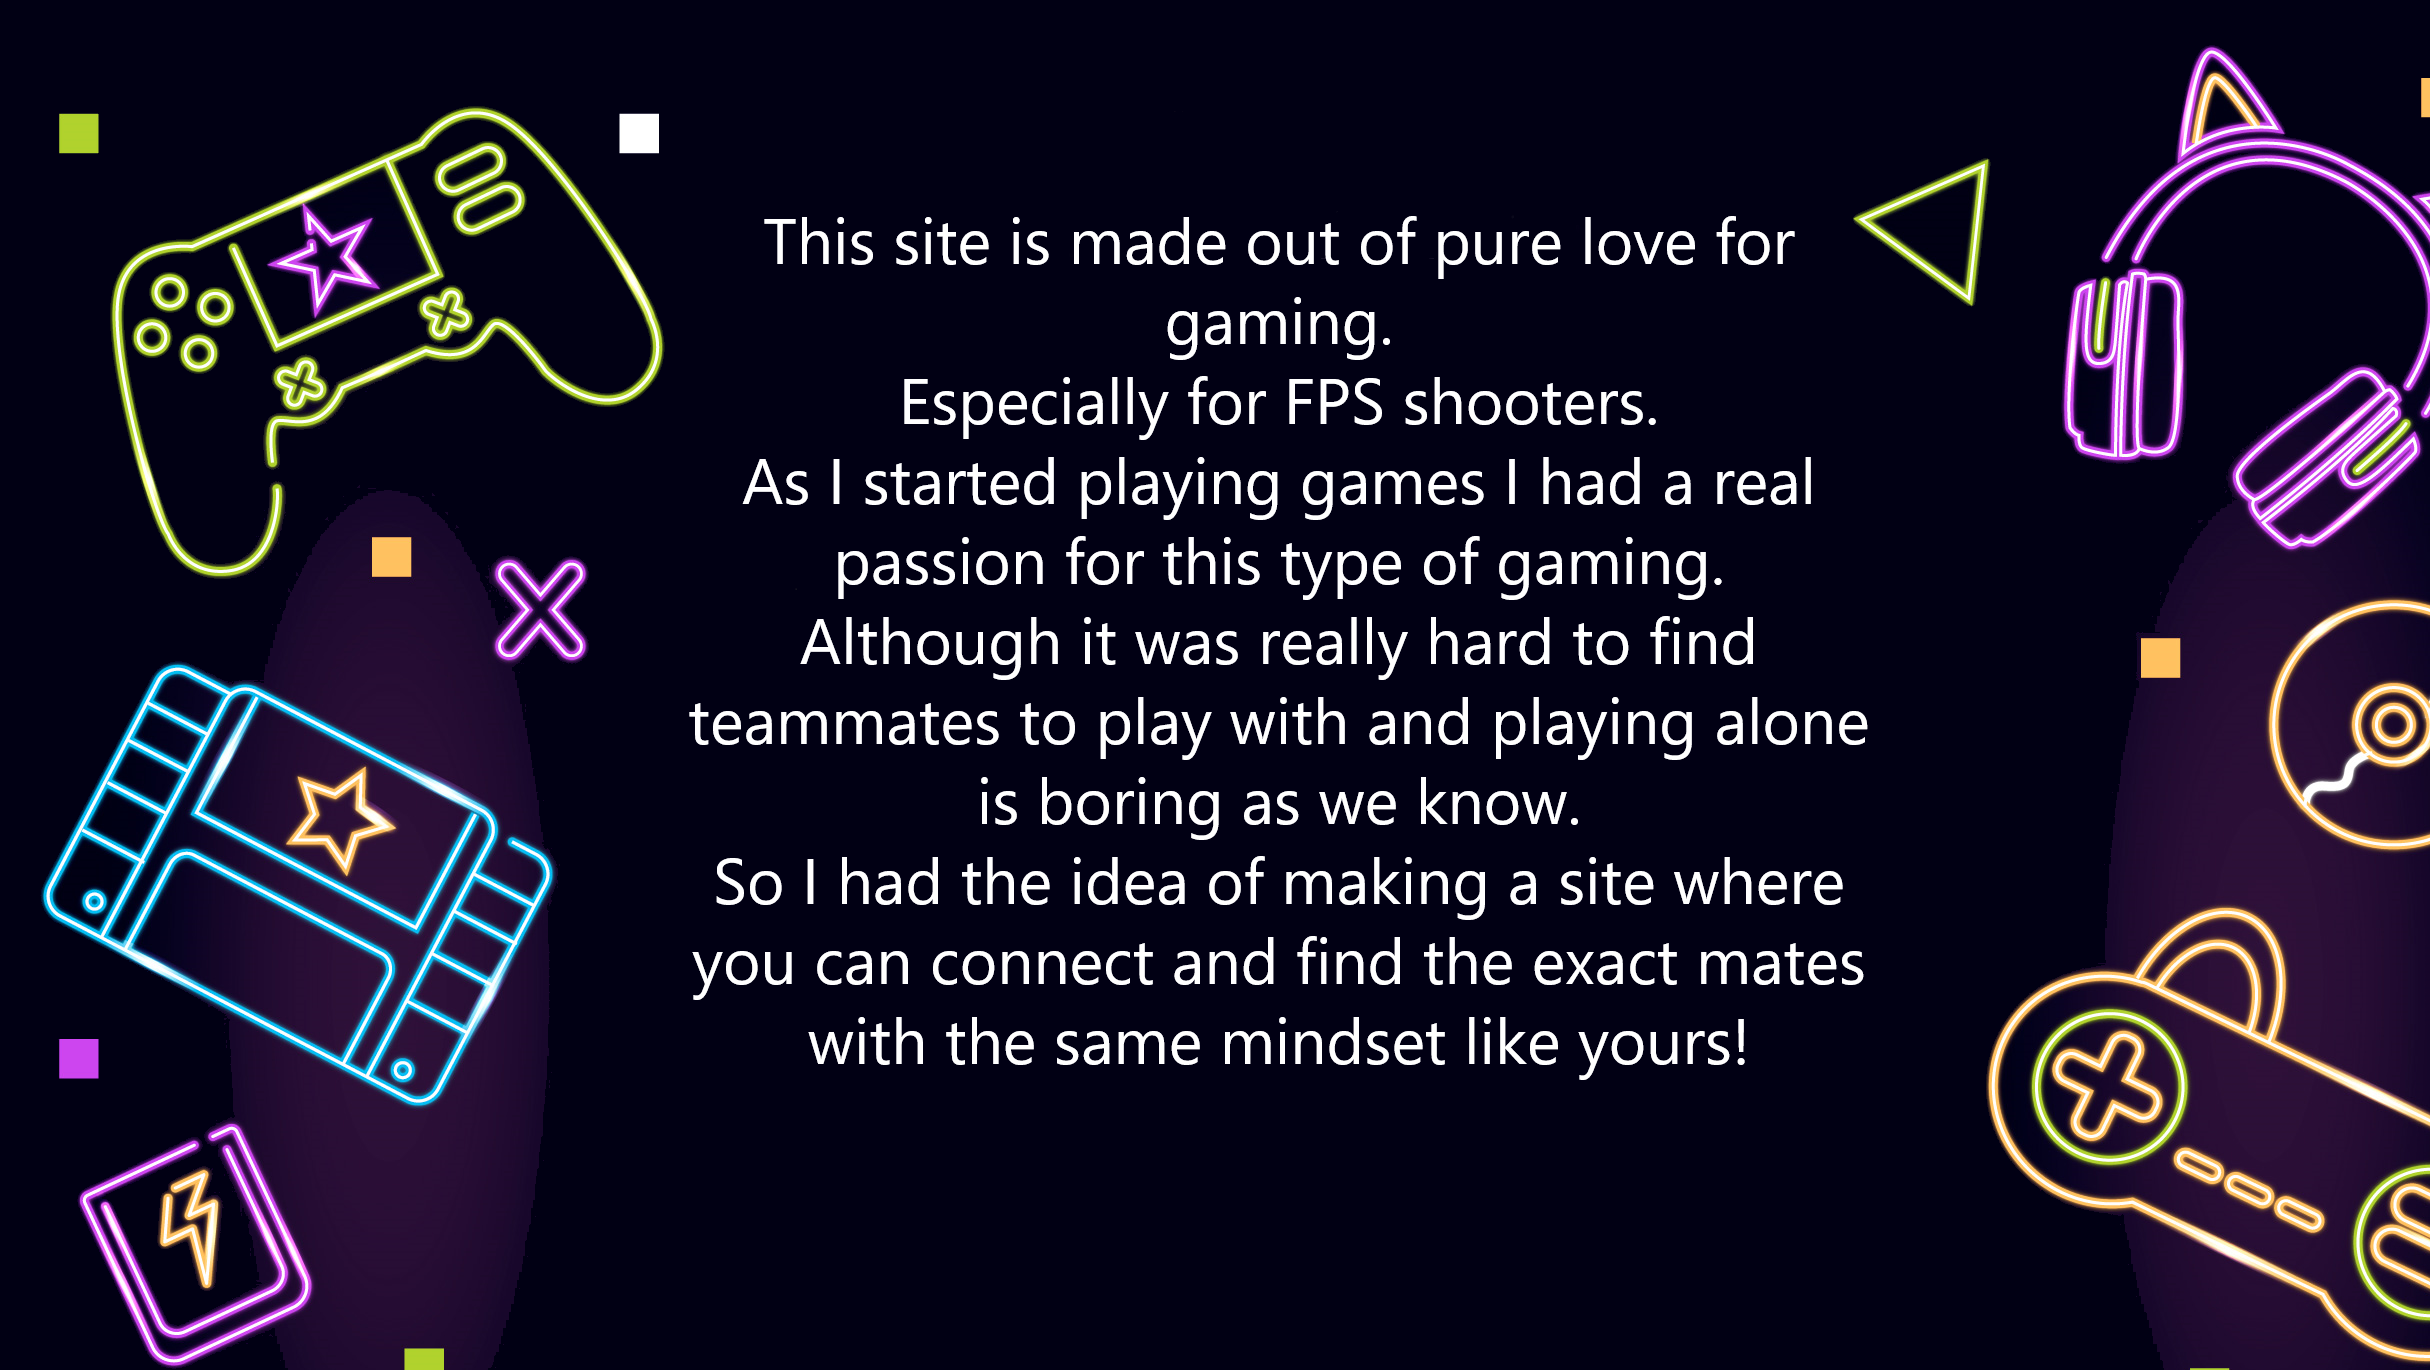 This site is made out of pure love for
gaming.
Especially for FPS shooters.
As I started playing games I had a real
passion for this type of gaming.
Although it was really hard to find
teammates to play with and playing alone
is boring as we know.
So I had the idea of making a site where
you can connect and find the exact mates
with the same mindset like yours!